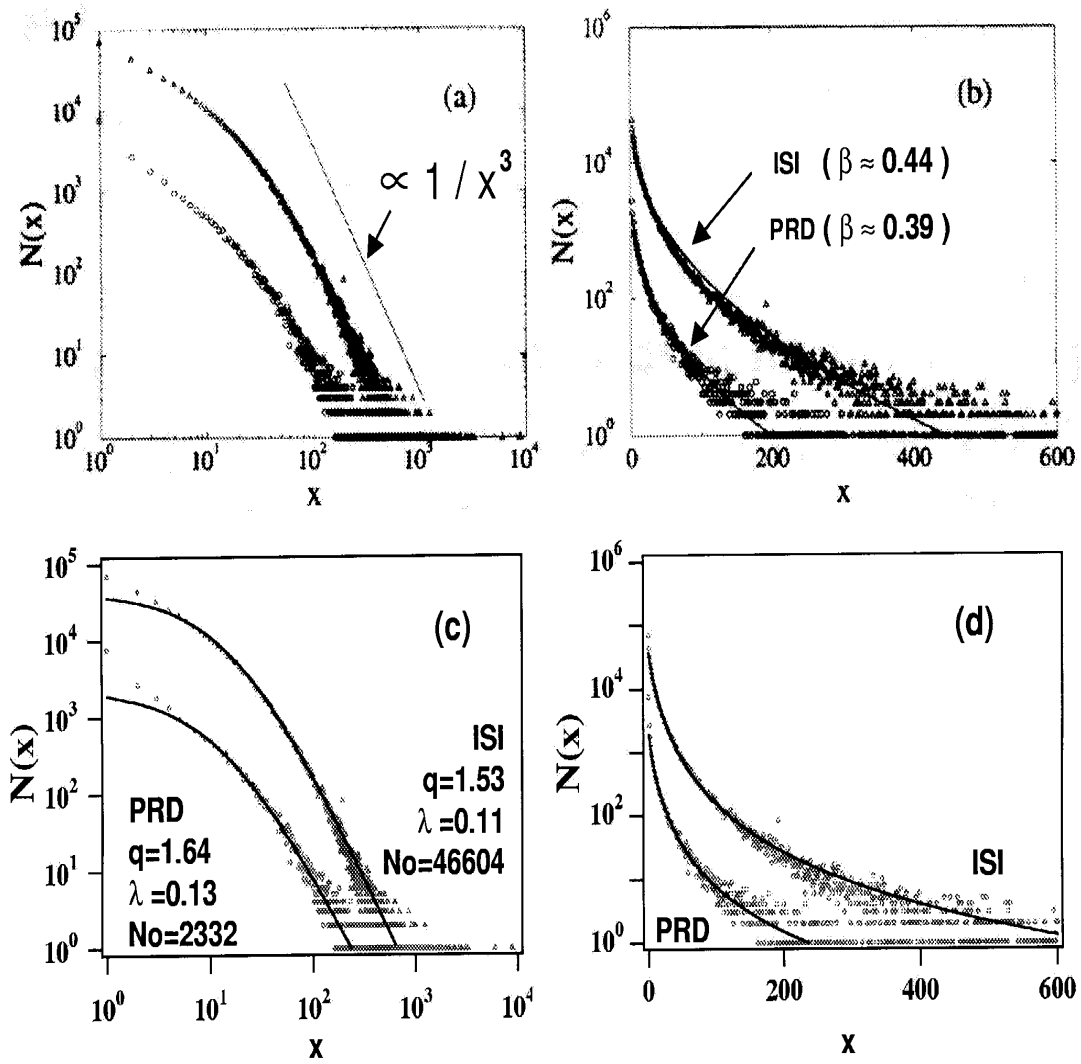 10^5
10^4
10^3
10^2
10^1
10^0
N(x)
(a)
∝ 1 / x^3
10^0 10^1 10^2 10^3 10^4
x
10^6
10^4
10^2
10^0
N(x)
(b)
ISI ( β ≈ 0.44 )
PRD ( β ≈ 0.39 )
0 200 400 600
x
10^5
10^4
10^3
10^2
10^1
10^0
N(x)
(c)
ISI
q=1.53
λ=0.11
No=46604
PRD
q=1.64
λ=0.13
No=2332
10^0 10^1 10^2 10^3 10^4
x
10^6
10^4
10^2
10^0
N(x)
(d)
ISI
PRD
0 200 400 600
x